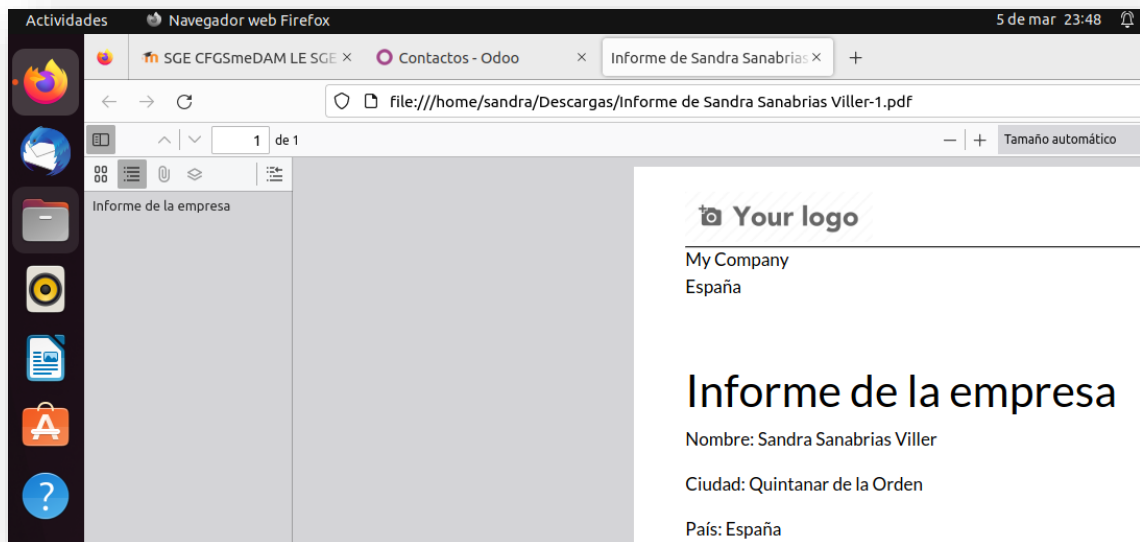 Actividades Navegador web Firefox 5 de mar 23:48
SGE CFGSmeDAM LE SGE Contactos - Odoo Informe de Sandra Sanabrias
file:///home/sandra/Descargas/Informe de Sandra Sanabrias Viller-1.pdf
1 de 1 Tamaño automático
Informe de la empresa
Your logo
My Company
España
Informe de la empresa
Nombre: Sandra Sanabrias Viller
Ciudad: Quintanar de la Orden
País: España